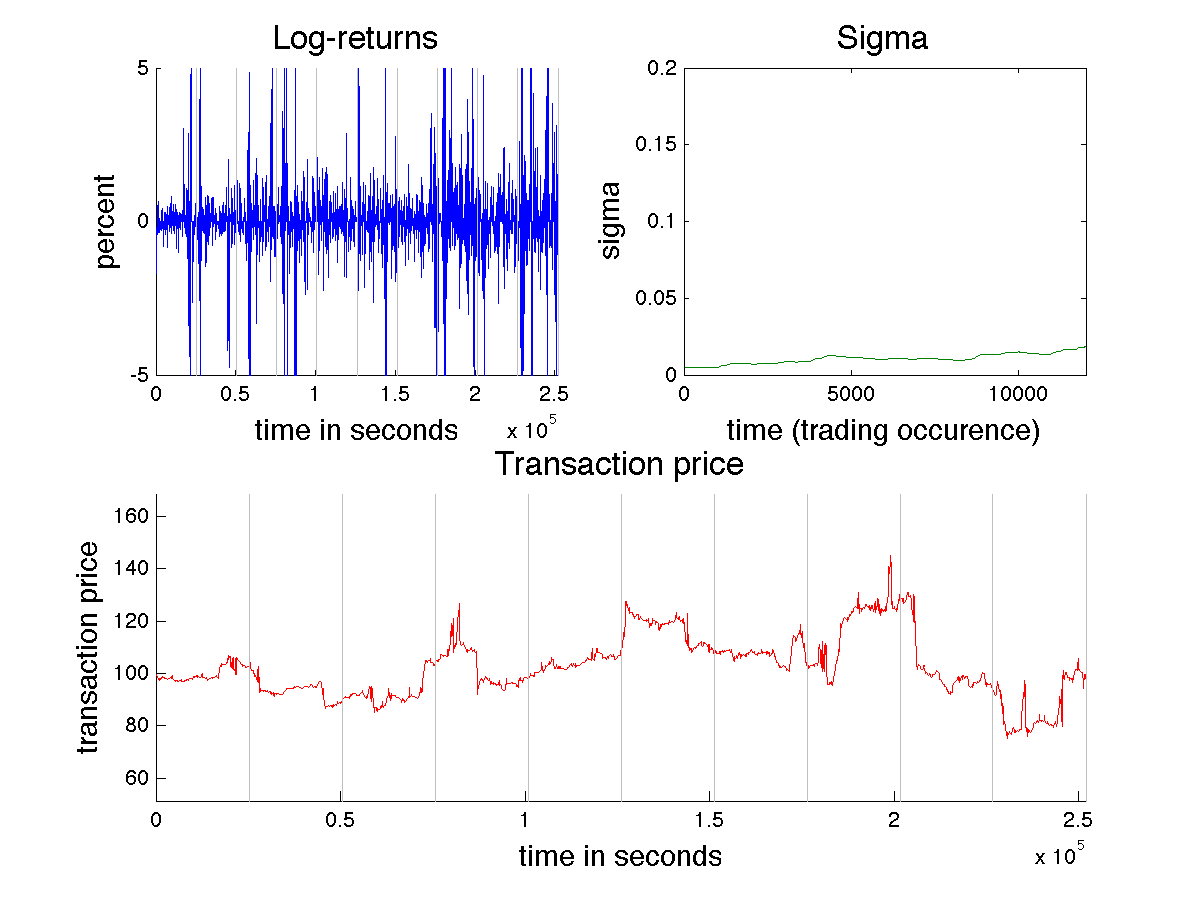 Log-returns
5
0
-5
percent
0 0.5 1 1.5 2 2.5
time in seconds
x 10^5
Sigma
0.2
0.15
0.1
0.05
0
sigma
0 5000 10000
time (trading occurence)
Transaction price
160
140
120
100
80
60
transaction price
0 0.5 1 1.5 2 2.5
time in seconds
x 10^5